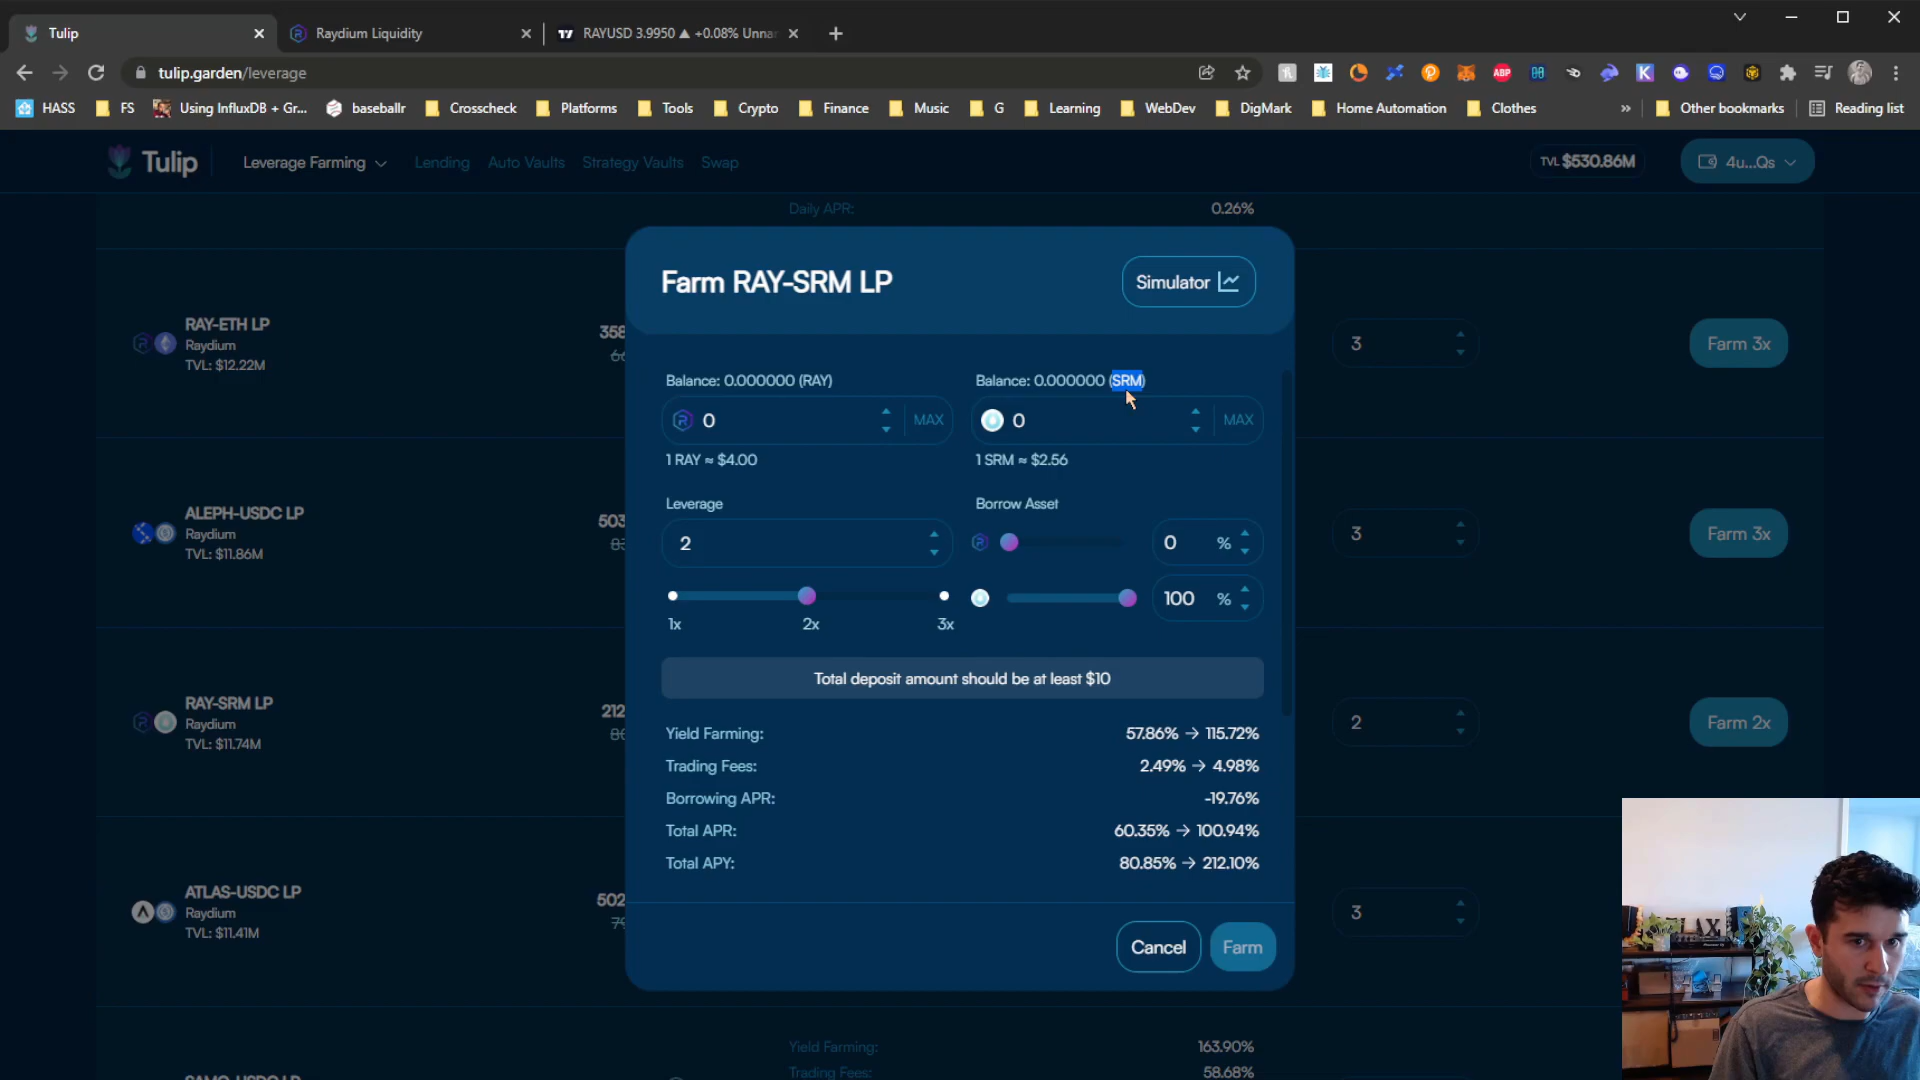 Tulip
Raydium Liquidity
RAYUSD 3.9950 ▲ +0.08% Unnar
tulip.garden/leverage
HASS
FS
Using InfluxDB + Gr...
baseballr
Crosscheck
Platforms
Tools
Crypto
Finance
Music
G
Learning
WebDev
DigMark
Home Automation
Clothes
»
Other bookmarks
Reading list
Tulip
Leverage Farming
Lending
Auto Vaults
Strategy Vaults
Swap
TVL $530.86M
4u...Qs
Daily APR:
0.26%
Farm RAY-SRM LP
Simulator
RAY-ETH LP
Raydium
TVL: $12.22M
358
3
Farm 3x
Balance: 0.000000 (RAY)
Balance: 0.000000 (SRM)
0
MAX
0
MAX
1 RAY ≈ $4.00
1 SRM ≈ $2.56
ALEPH-USDC LP
Raydium
TVL: $11.86M
503
3
Farm 3x
Leverage
Borrow Asset
2
0 %
100 %
1x
2x
3x
Total deposit amount should be at least $10
RAY-SRM LP
Raydium
TVL: $11.74M
212
2
Farm 2x
Yield Farming:
57.86% → 115.72%
Trading Fees:
2.49% → 4.98%
Borrowing APR:
-19.76%
Total APR:
60.35% → 100.94%
Total APY:
80.85% → 212.10%
ATLAS-USDC LP
Raydium
TVL: $11.41M
502
3
Cancel
Farm
Yield Farming:
163.90%
Trading Fees:
58.68%